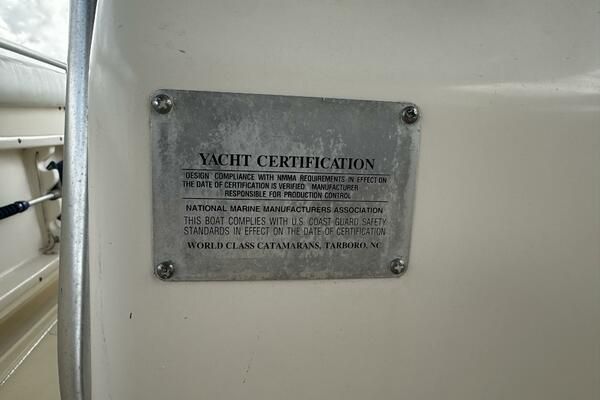 YACHT CERTIFICATION
DESIGN COMPLIANCE WITH NMMA REQUIREMENTS IN EFFECT ON
THE DATE OF CERTIFICATION IS VERIFIED. MANUFACTURER
RESPONSIBLE FOR PRODUCTION CONTROL
NATIONAL MARINE MANUFACTURERS ASSOCIATION
THIS BOAT COMPLIES WITH U.S. COAST GUARD SAFETY
STANDARDS IN EFFECT ON THE DATE OF CERTIFICATION
WORLD CLASS CATAMARANS, TARBORO, NC